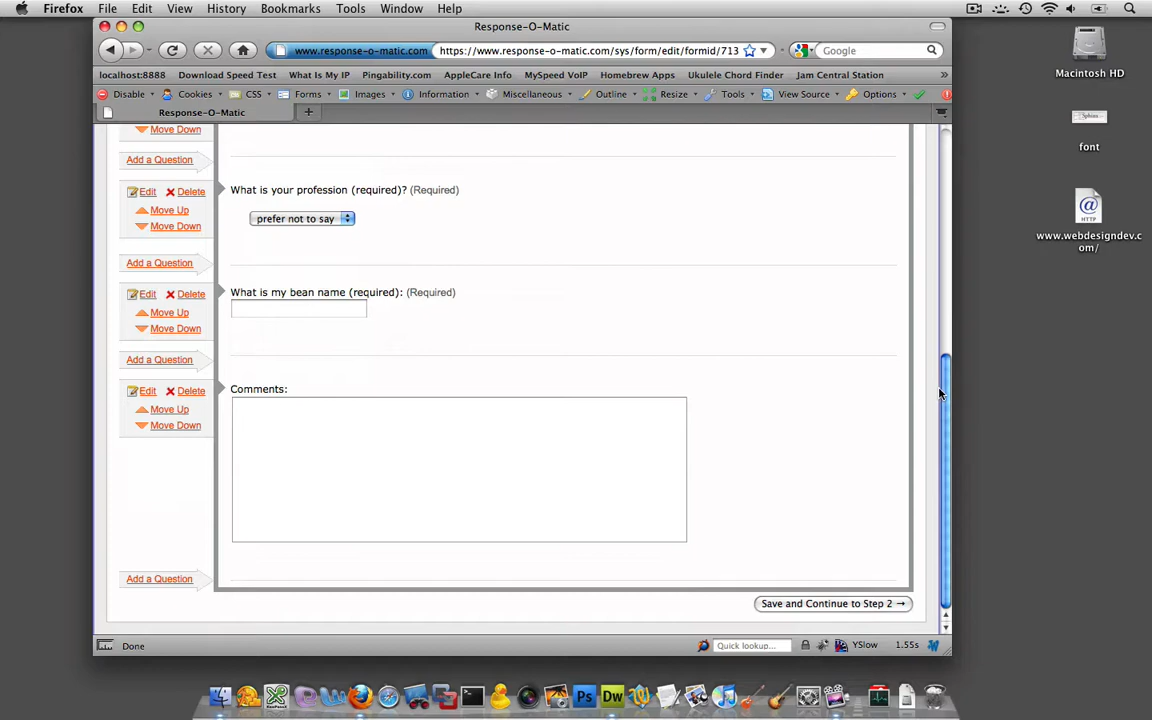 Firefox File Edit View History Bookmarks Tools Window Help
Response-O-Matic
www.response-o-matic.com https://www.response-o-matic.com/sys/form/edit/formid/713 Google
localhost:8888 Download Speed Test What Is My IP Pingability.com AppleCare Info MySpeed VoIP Homebrew Apps Ukulele Chord Finder Jam Central Station »
Disable Cookies CSS Forms Images Information Miscellaneous Outline Resize Tools View Source Options
Response-O-Matic
Move Down
Add a Question
Edit Delete What is your profession (required)? (Required)
Move Up
prefer not to say
Move Down
Add a Question
Edit Delete What is my bean name (required): (Required)
Move Up
Move Down
Add a Question
Edit Delete Comments:
Move Up
Move Down
Add a Question
Save and Continue to Step 2 →
Done Quick lookup... YSlow 1.55s
Macintosh HD
font
HTTP
www.webdesigndev.c
om/
Ps Dw